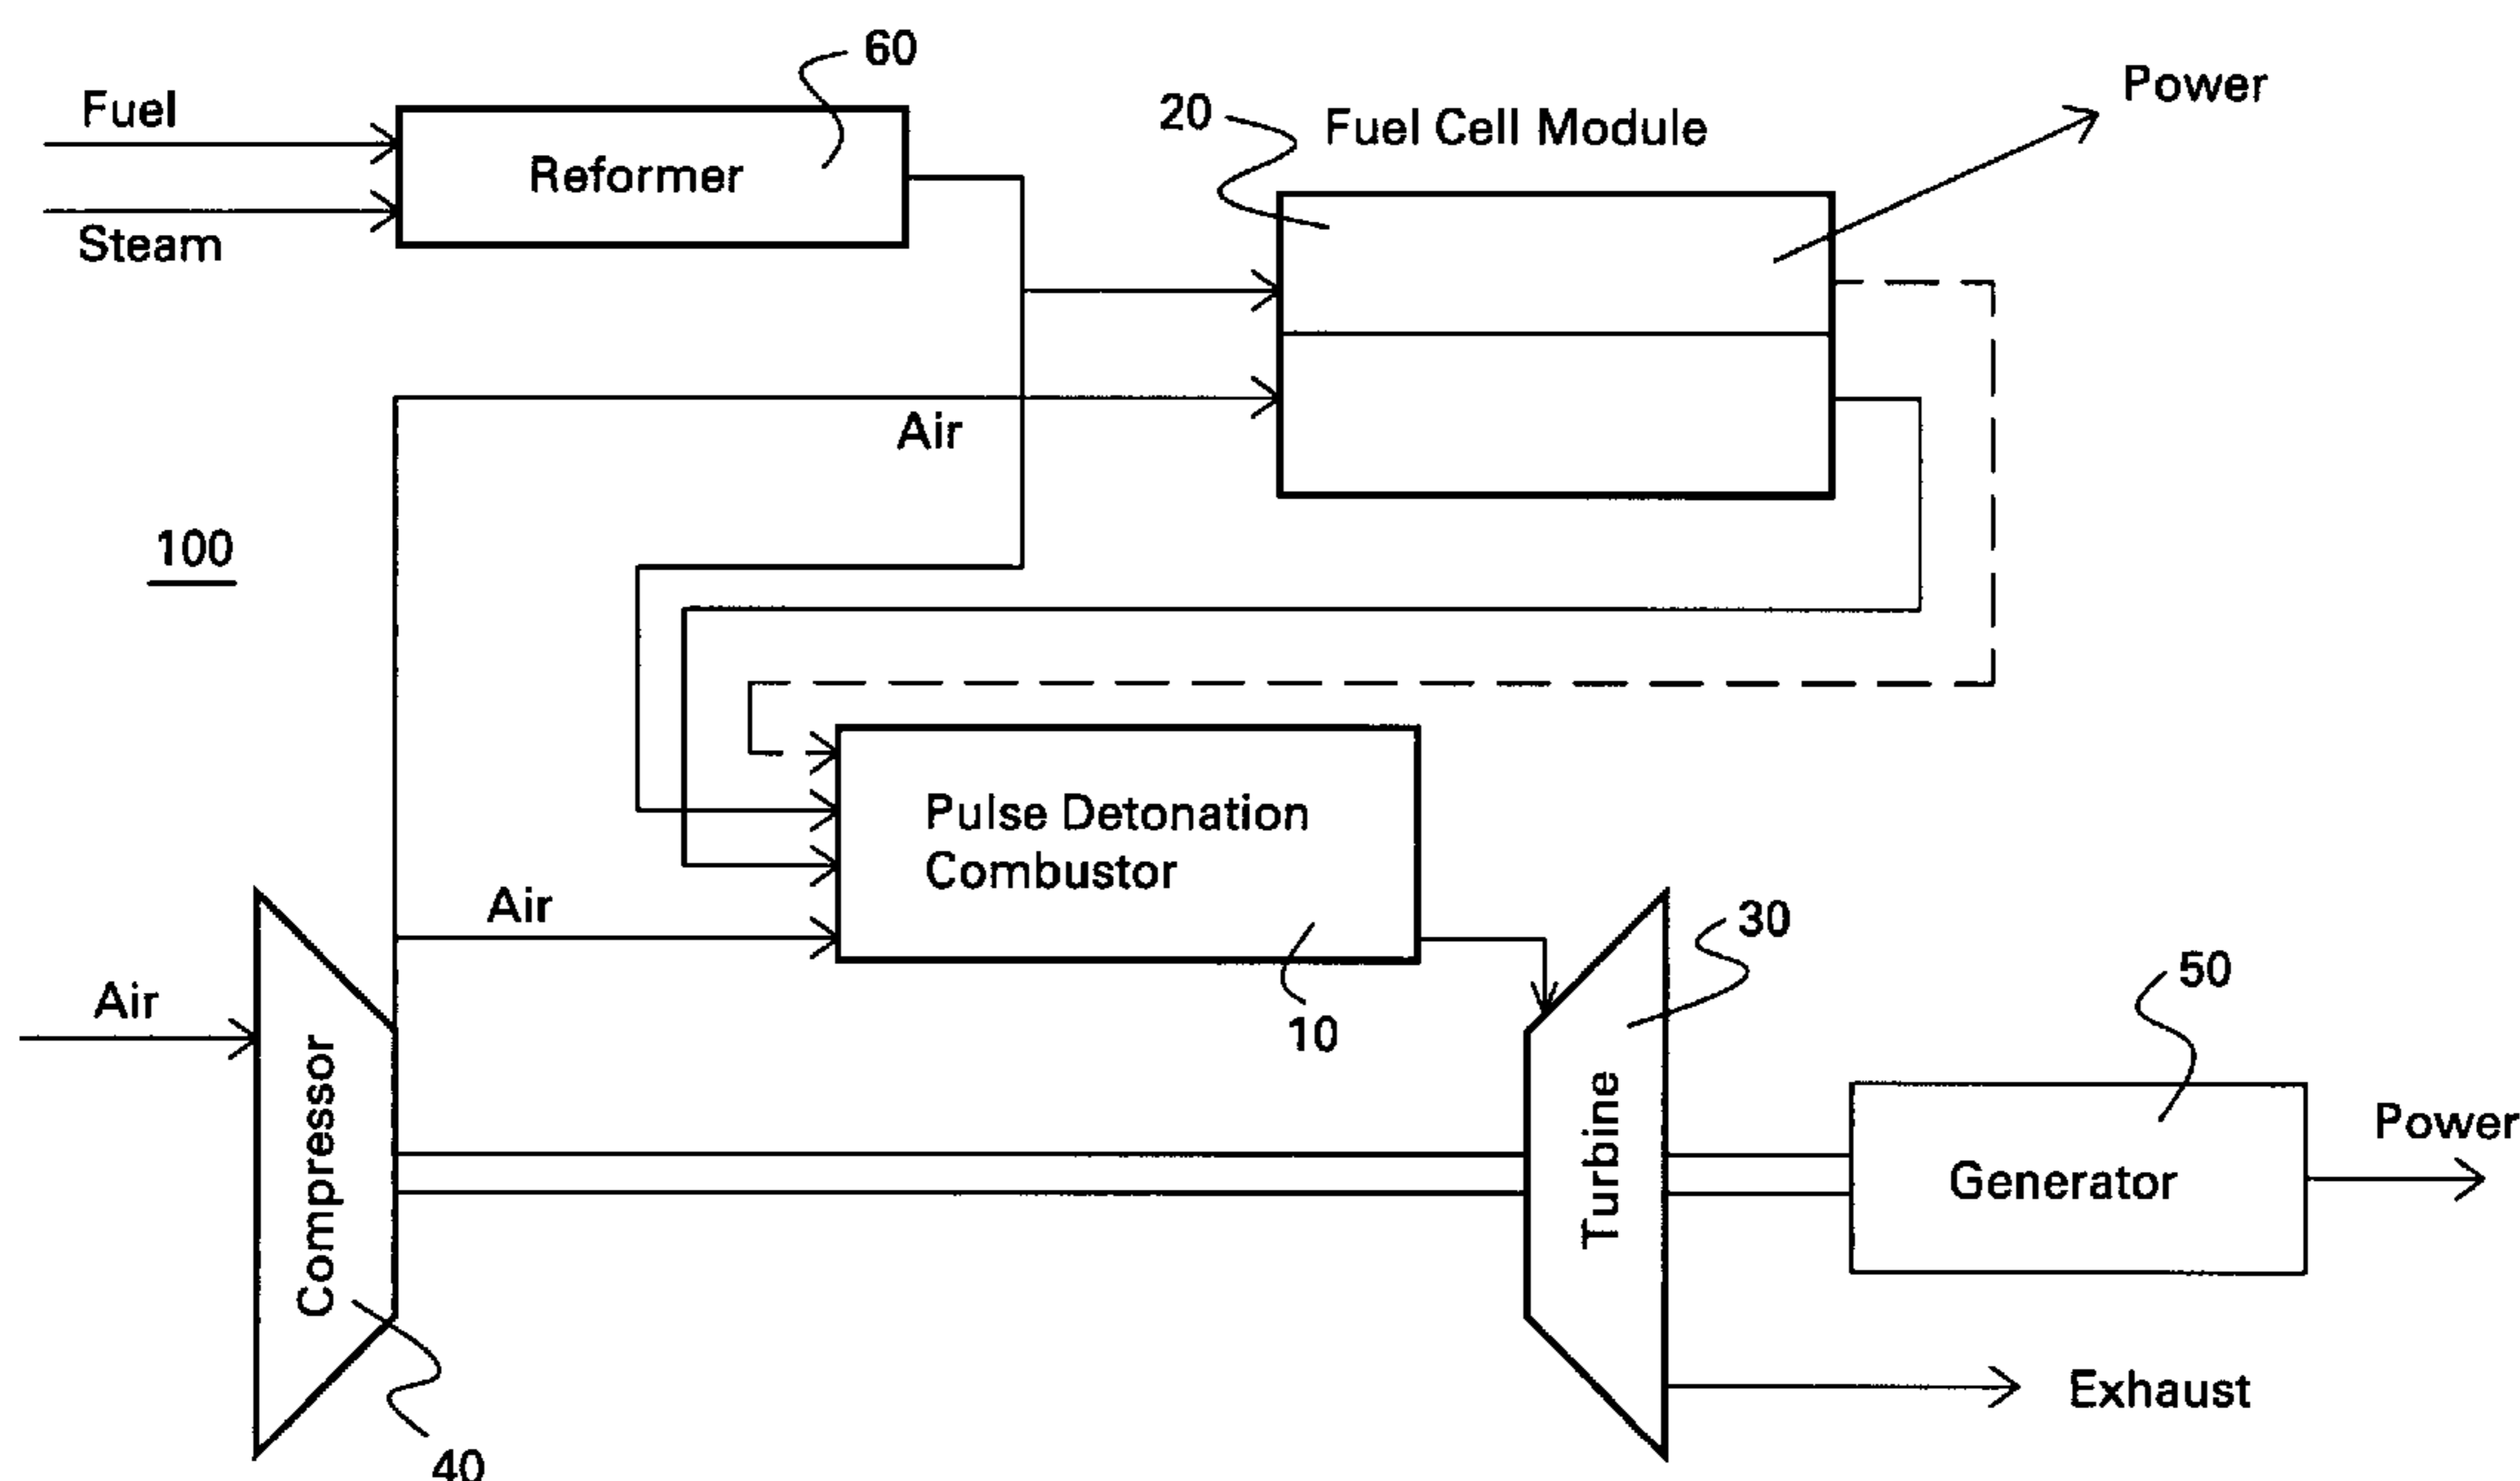 60
Power
Fuel
20
Fuel Cell Module
Reformer
Steam
Air
100
Pulse Detonation
Combustor
Air
30
50
Air
10
Compressor
Turbine
Power
Generator
Exhaust
40